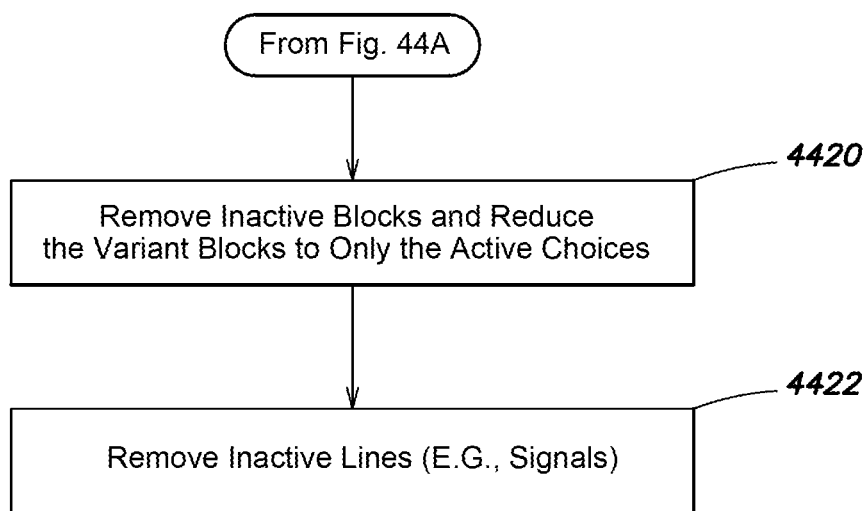 From Fig. 44A
4420
Remove Inactive Blocks and Reduce
the Variant Blocks to Only the Active Choices
4422
Remove Inactive Lines (E.G., Signals)